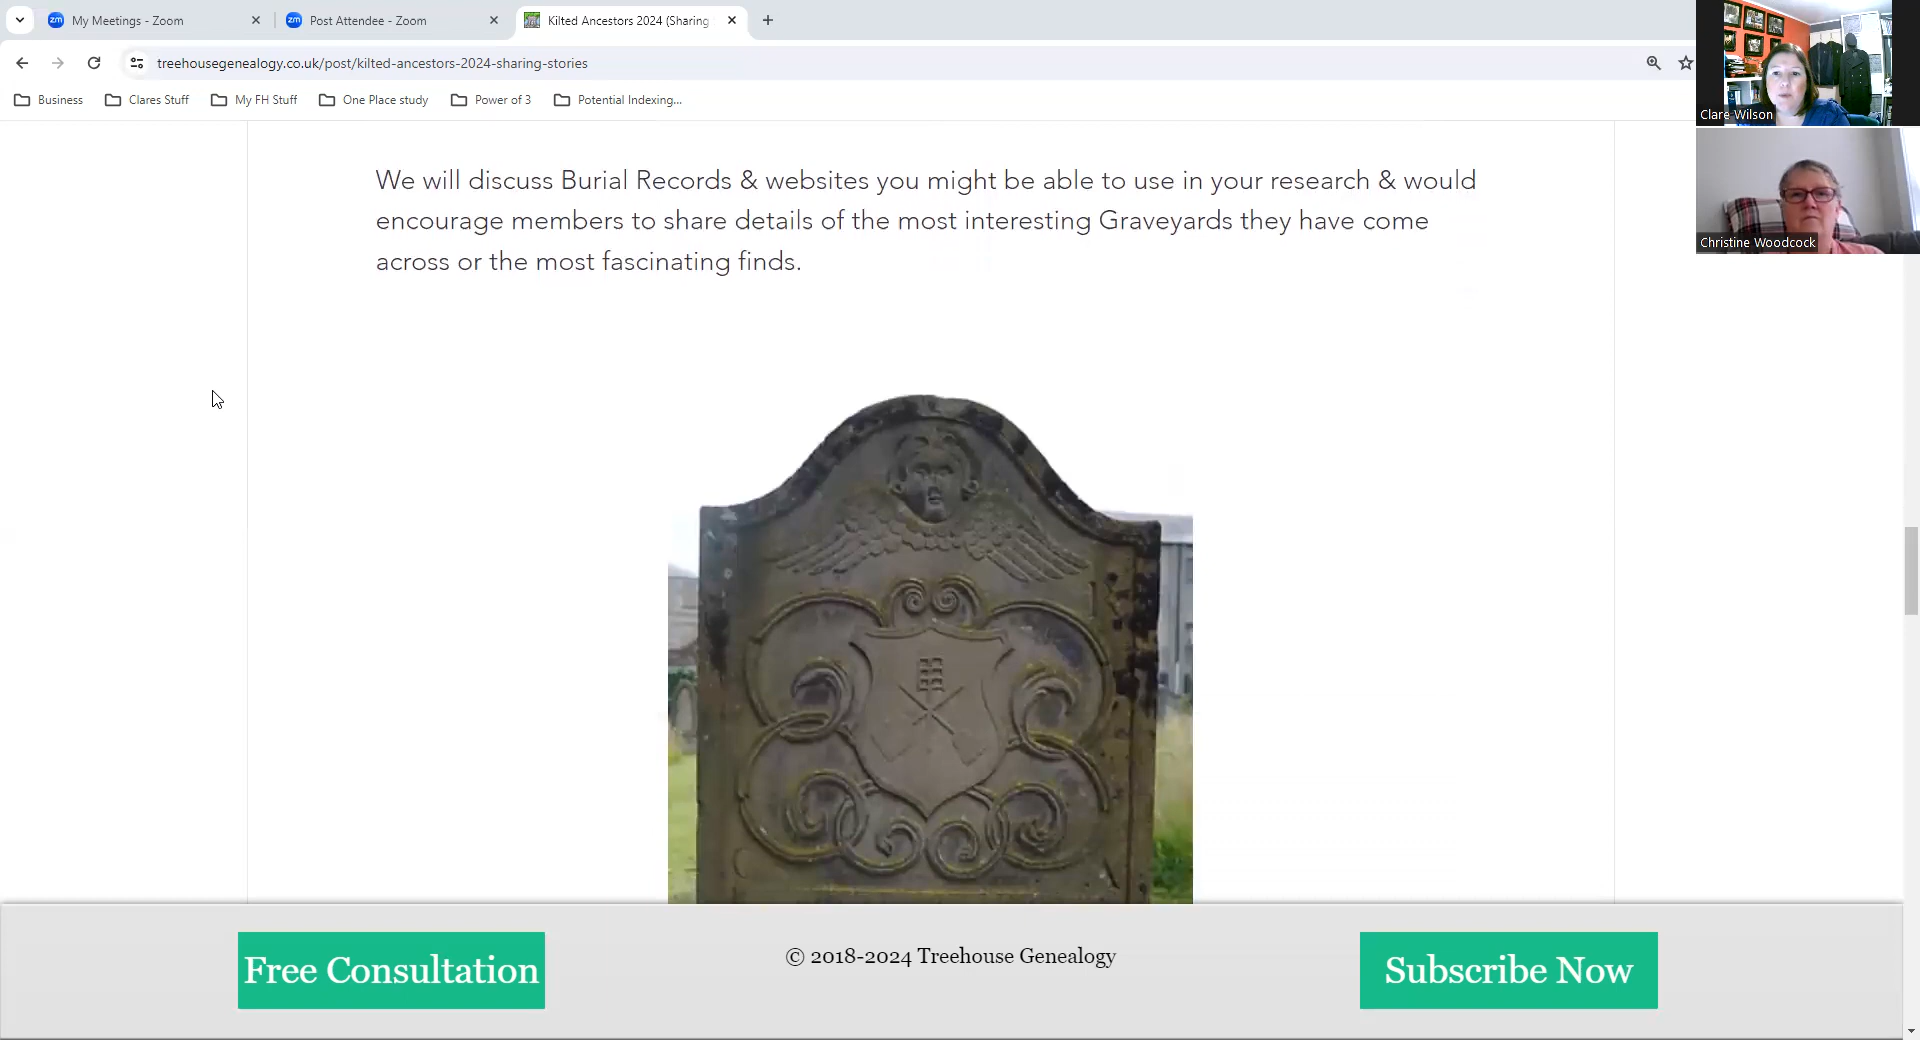 My Meetings - Zoom
Post Attendee - Zoom
Kilted Ancestors 2024 (Sharing
treehousegenealogy.co.uk/post/kilted-ancestors-2024-sharing-stories
Business
Clares Stuff
My FH Stuff
One Place study
Power of 3
Potential Indexing...
Clare Wilson
Christine Woodcock
We will discuss Burial Records & websites you might be able to use in your research & would
encourage members to share details of the most interesting Graveyards they have come
across or the most fascinating finds.
Free Consultation
© 2018-2024 Treehouse Genealogy
Subscribe Now